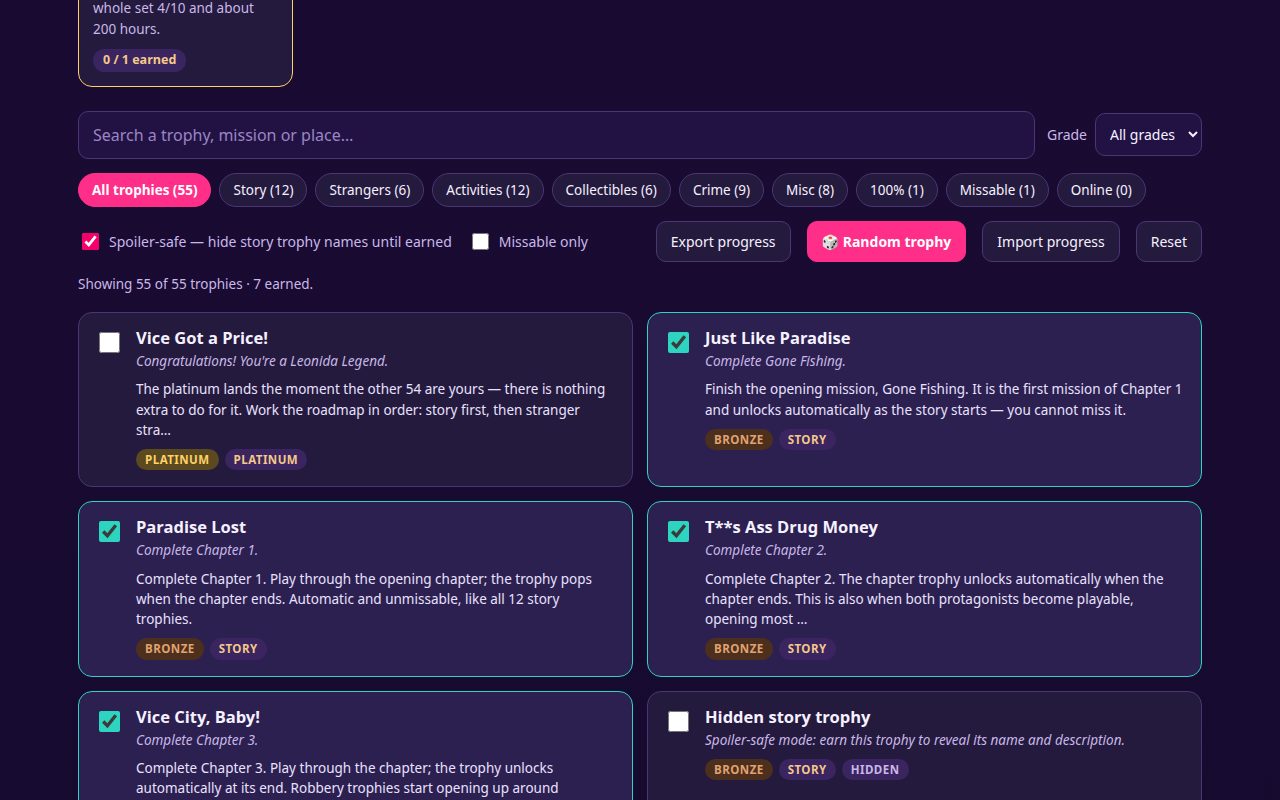 whole set 4/10 and about
200 hours.
0 / 1 earned
Search a trophy, mission or place...
Grade
All grades
All trophies (55)
Story (12)
Strangers (6)
Activities (12)
Collectibles (6)
Crime (9)
Misc (8)
100% (1)
Missable (1)
Online (0)
Spoiler-safe — hide story trophy names until earned
Missable only
Export progress
🎲 Random trophy
Import progress
Reset
Showing 55 of 55 trophies · 7 earned.
Vice Got a Price!
Congratulations! You're a Leonida Legend.
The platinum lands the moment the other 54 are yours — there is nothing
extra to do for it. Work the roadmap in order: story first, then stranger
stra...
PLATINUM
PLATINUM
Just Like Paradise
Complete Gone Fishing.
Finish the opening mission, Gone Fishing. It is the first mission of Chapter 1
and unlocks automatically as the story starts — you cannot miss it.
BRONZE
STORY
Paradise Lost
Complete Chapter 1.
Complete Chapter 1. Play through the opening chapter; the trophy pops
when the chapter ends. Automatic and unmissable, like all 12 story
trophies.
BRONZE
STORY
T**s Ass Drug Money
Complete Chapter 2.
Complete Chapter 2. The chapter trophy unlocks automatically when the
chapter ends. This is also when both protagonists become playable,
opening most ...
BRONZE
STORY
Vice City, Baby!
Complete Chapter 3.
Complete Chapter 3. Play through the chapter; the trophy unlocks
automatically at its end. Robbery trophies start opening up around
Hidden story trophy
Spoiler-safe mode: earn this trophy to reveal its name and description.
BRONZE
STORY
HIDDEN